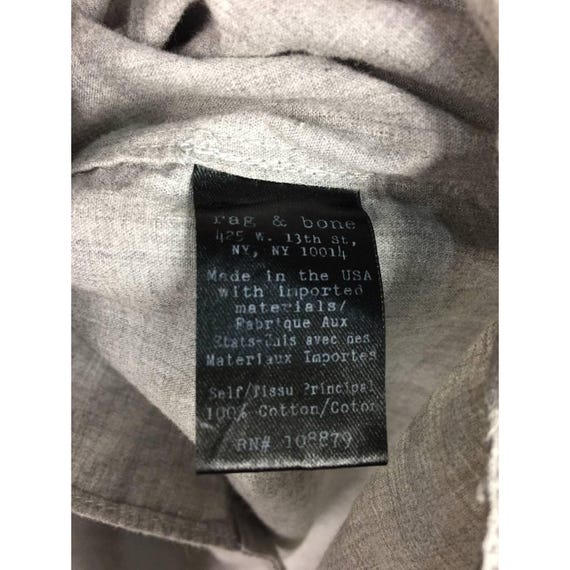 rag & bone
425 W. 13th St,
NY, NY 10014
Made in the USA
with imported
materials/
Fabrique Aux
Etats-Unis avec des
Materiaux Importes
Self/Tissu Principal
100% Cotton/Coton
RN# 108879